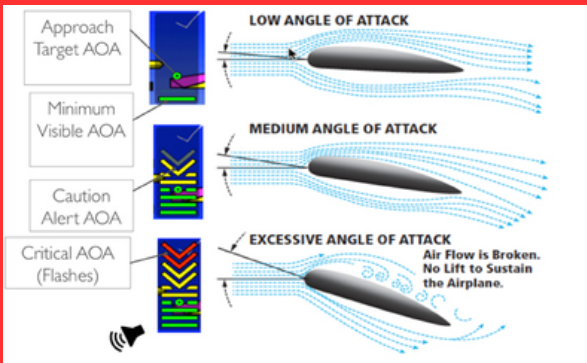 Approach
Target AOA
Minimum
Visible AOA
Caution
Alert AOA
Critical AOA
(Flashes)
LOW ANGLE OF ATTACK
MEDIUM ANGLE OF ATTACK
EXCESSIVE ANGLE OF ATTACK
Air Flow is Broken.
No Lift to Sustain
the Airplane.